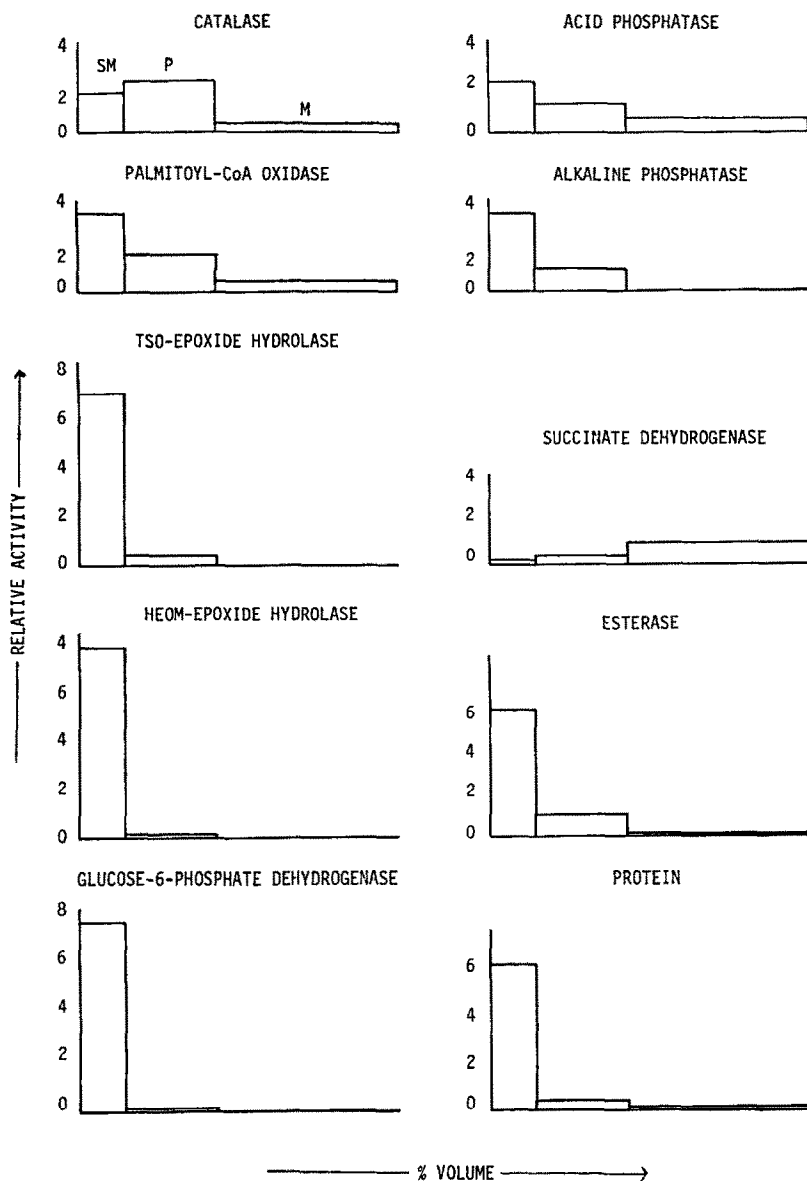 CATALASE
4
2
0
SM
P
M
ACID PHOSPHATASE
4
2
0
PALMITOYL-CoA OXIDASE
4
2
0
ALKALINE PHOSPHATASE
4
2
0
TSO-EPOXIDE HYDROLASE
8
6
4
2
0
SUCCINATE DEHYDROGENASE
4
2
0
HEOM-EPOXIDE HYDROLASE
4
6
4
2
0
ESTERASE
6
4
2
0
GLUCOSE-6-PHOSPHATE DEHYDROGENASE
8
6
4
2
0
PROTEIN
6
4
2
0
RELATIVE ACTIVITY
% VOLUME